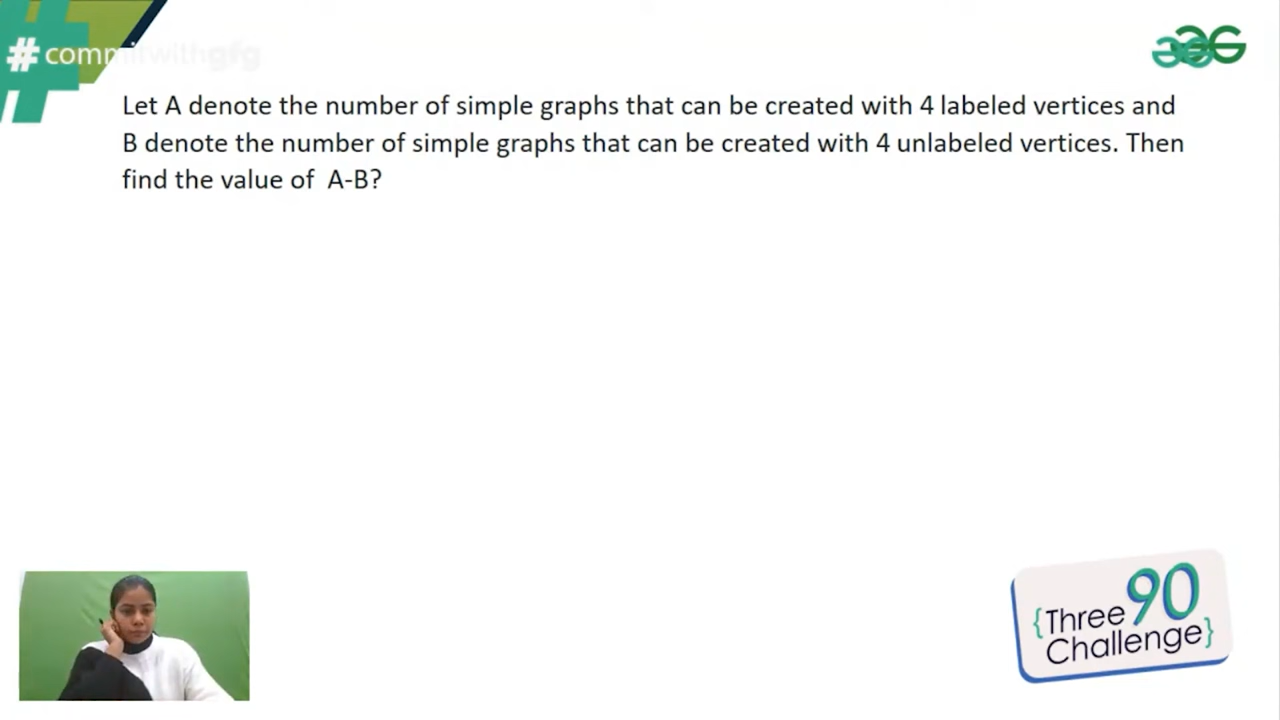 #commitwithgfg
Let A denote the number of simple graphs that can be created with 4 labeled vertices and
B denote the number of simple graphs that can be created with 4 unlabeled vertices. Then
find the value of A-B?
{Three 90
Challenge}